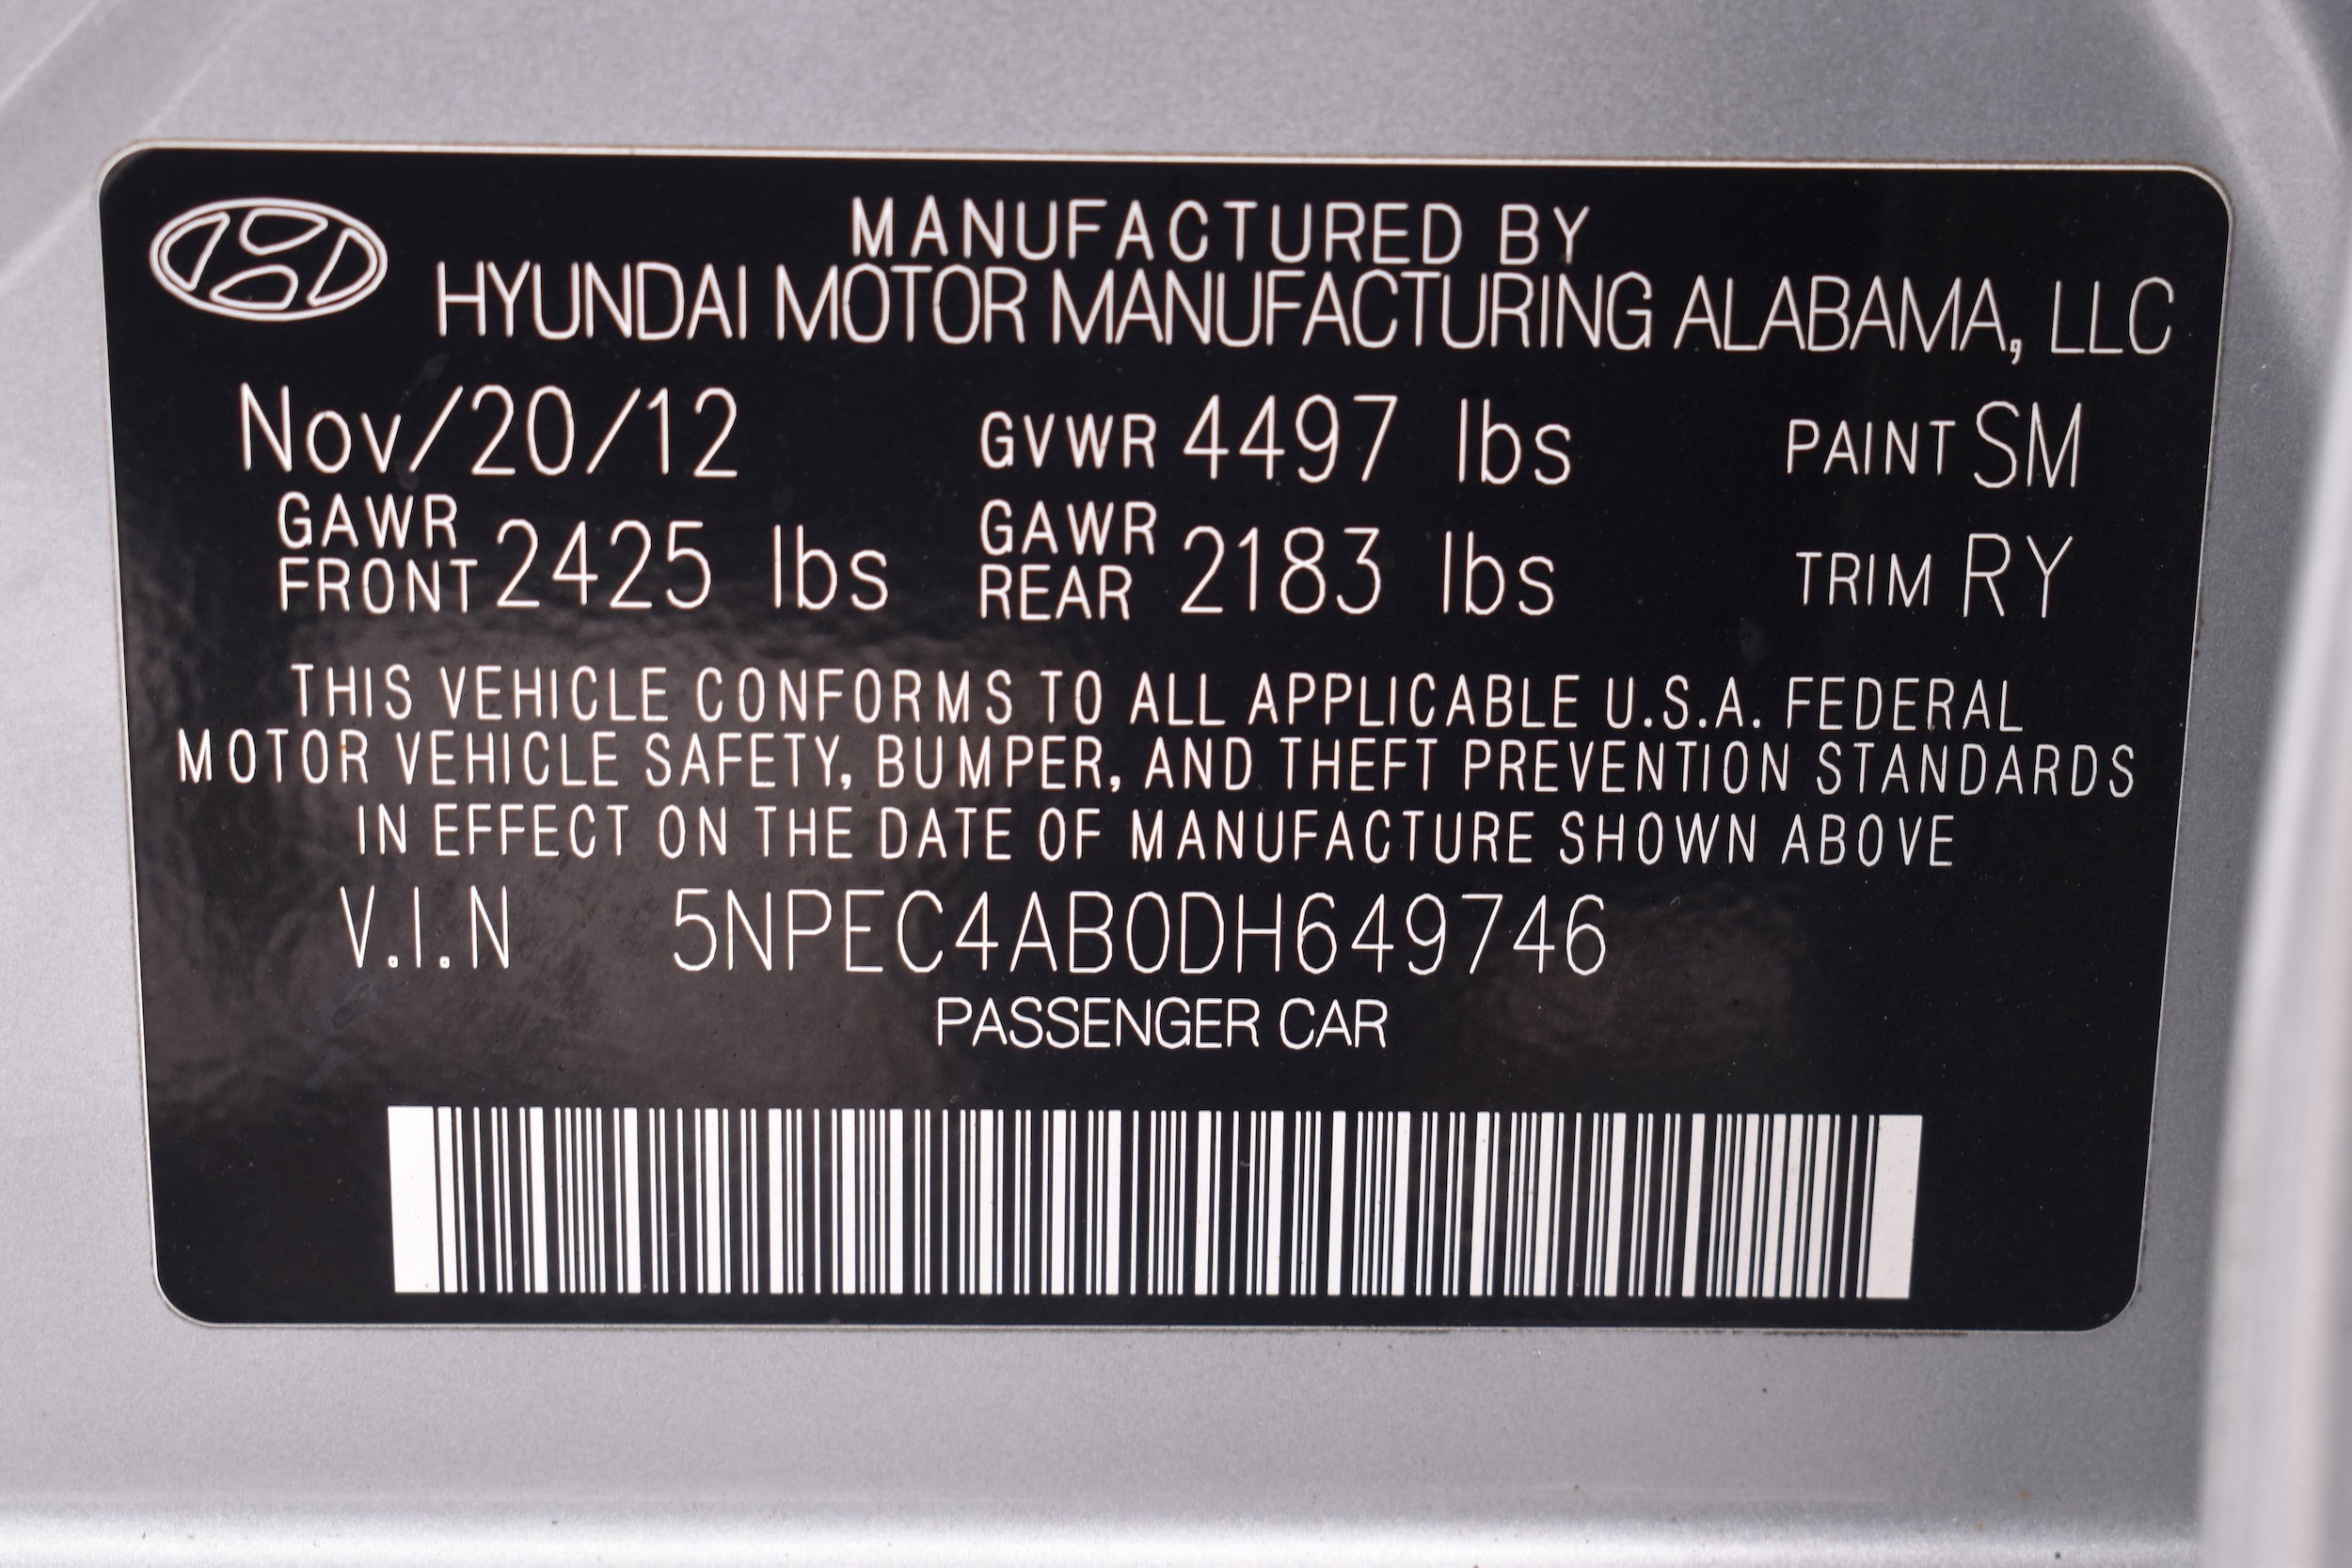 MANUFACTURED BY
HYUNDAI MOTOR MANUFACTURING ALABAMA, LLC
Nov/20/12 GVWR 4497 lbs PAINT SM
GAWR FRONT 2425 lbs GAWR REAR 2183 lbs TRIM RY
THIS VEHICLE CONFORMS TO ALL APPLICABLE U.S.A. FEDERAL
MOTOR VEHICLE SAFETY, BUMPER, AND THEFT PREVENTION STANDARDS
IN EFFECT ON THE DATE OF MANUFACTURE SHOWN ABOVE
V.I.N 5NPEC4AB0DH649746
PASSENGER CAR